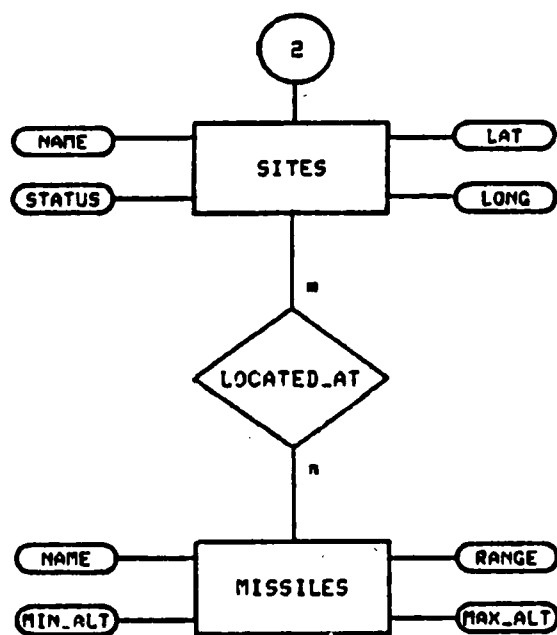 2
NAME
LAT
SITES
STATUS
LONG
m
LOCATED_AT
n
NAME
RANGE
MISSILES
MIN_ALT
MAX_ALT